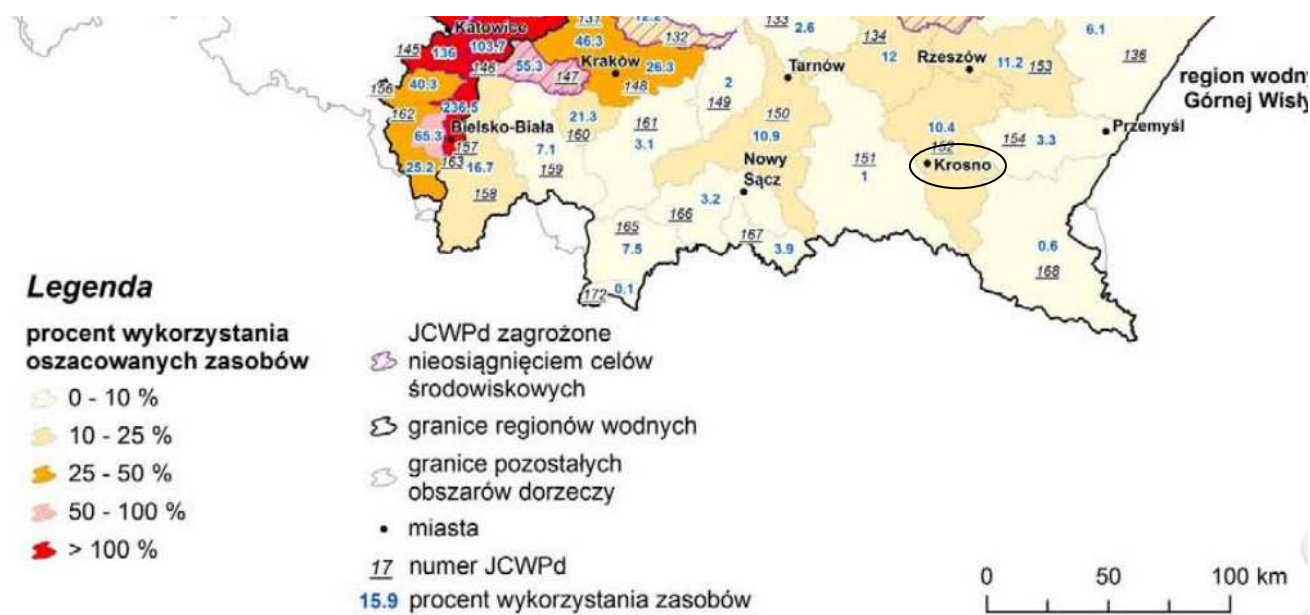 131
12.2
133
2.6
6.1
Katowice
46.3
132
134
145
136
103.7
Kraków
26.3
12
Rzeszów
11.2
153
136
146
55.3
147
148
2
Tarnów
region wodny
Górnej Wisły
156
40.3
149
162
236.5
21.3
150
Bielsko-Biała
161
160
10.4
154
3.3
Przemyśl
65.3
157
7.1
3.1
10.9
152
25.2
163
16.7
159
Nowy
Sącz
151
1
Krosno
158
3.2
166
165
167
7.5
3.9
0.6
168
172
0.1
Legenda
procent wykorzystania
oszacowanych zasobów
0 - 10 %
10 - 25 %
25 - 50 %
50 - 100 %
> 100 %
JCWPd zagrożone
nieosiągnięciem celów
środowiskowych
granice regionów wodnych
granice pozostałych
obszarów dorzeczy
miasta
17 numer JCWPd
15.9 procent wykorzystania zasobów
0 50 100 km